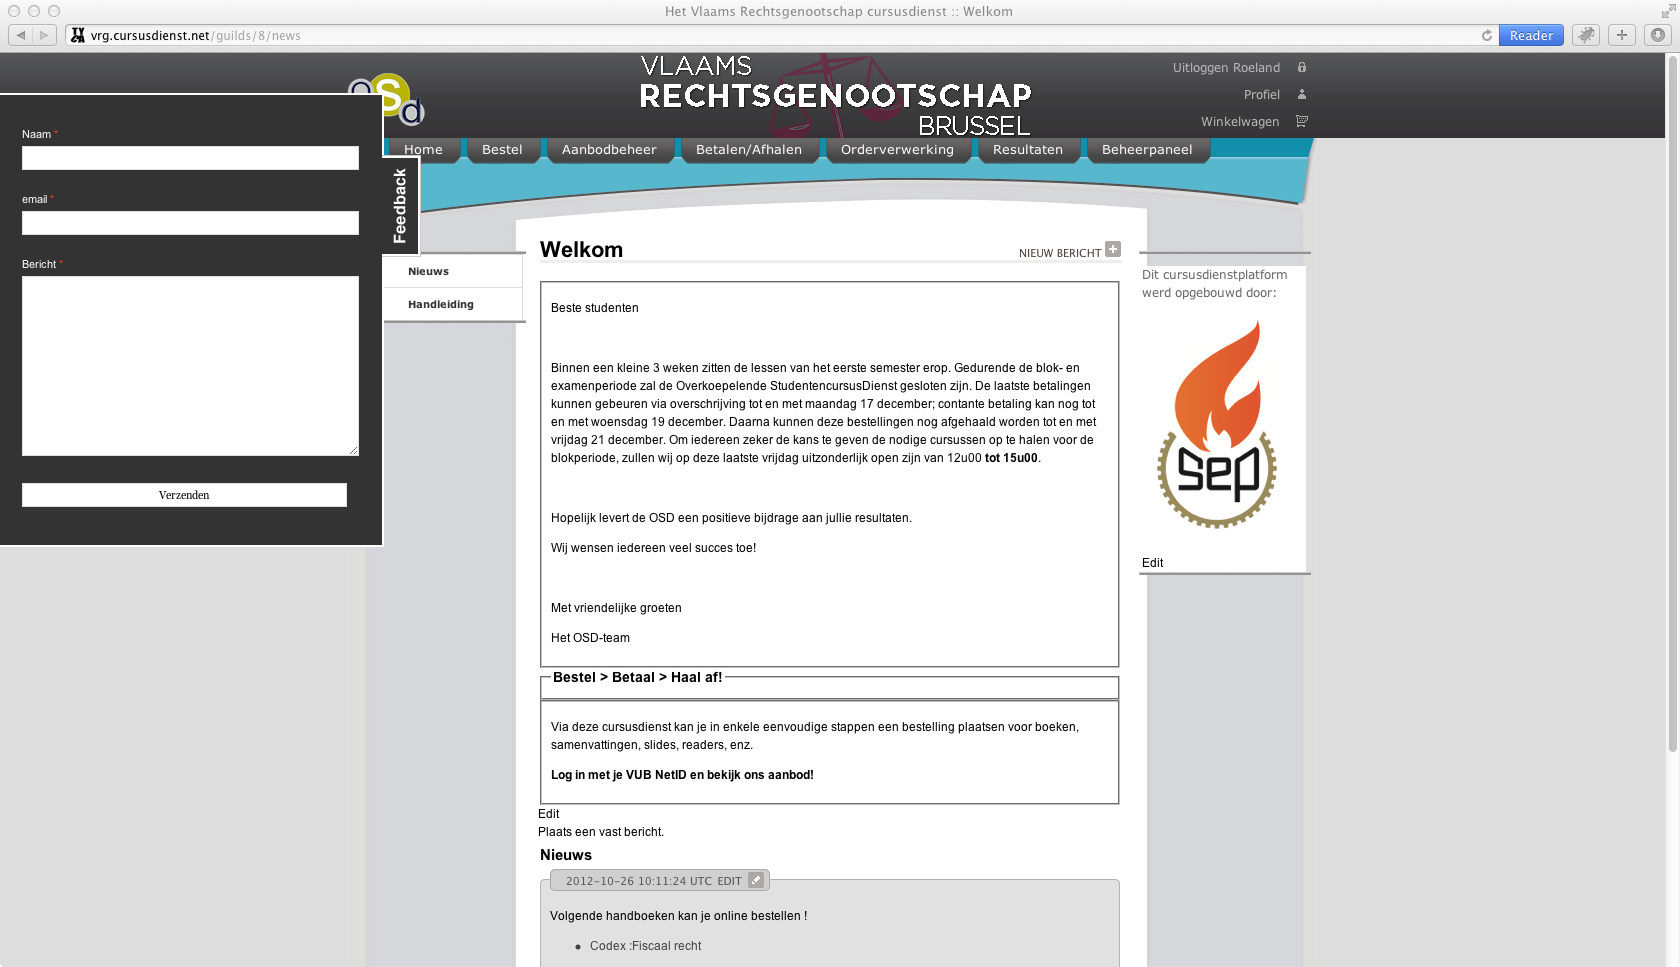 Het Vlaams Rechtsgenootschap cursusdienst :: Welkom
vrg.cursusdienst.net/guilds/8/news
Reader
osd
VLAAMS
RECHTSGENOOTSCHAP
BRUSSEL
Uitloggen Roeland
Profiel
Winkelwagen
Home
Bestel
Aanbodbeheer
Betalen/Afhalen
Orderverwerking
Resultaten
Beheerpaneel
Naam *
email *
Bericht *
Verzenden
Feedback
Nieuws
Handleiding
Welkom
NIEUW BERICHT
Beste studenten
Binnen een kleine 3 weken zitten de lessen van het eerste semester erop. Gedurende de blok- en
examenperiode zal de Overkoepelende StudentencursusDienst gesloten zijn. De laatste betalingen
kunnen gebeuren via overschrijving tot en met maandag 17 december; contante betaling kan nog tot
en met woensdag 19 december. Daarna kunnen deze bestellingen nog afgehaald worden tot en met
vrijdag 21 december. Om iedereen zeker de kans te geven de nodige cursussen op te halen voor de
blokperiode, zullen wij op deze laatste vrijdag uitzonderlijk open zijn van 12u00 tot 15u00.
Hopelijk levert de OSD een positieve bijdrage aan jullie resultaten.
Wij wensen iedereen veel succes toe!
Met vriendelijke groeten
Het OSD-team
Bestel > Betaal > Haal af!
Via deze cursusdienst kan je in enkele eenvoudige stappen een bestelling plaatsen voor boeken,
samenvattingen, slides, readers, enz.
Log in met je VUB NetID en bekijk ons aanbod!
Edit
Plaats een vast bericht.
Nieuws
2012-10-26 10:11:24 UTC EDIT
Volgende handboeken kan je online bestellen !
Codex :Fiscaal recht
Dit cursusdienstplatform
werd opgebouwd door:
sep
Edit